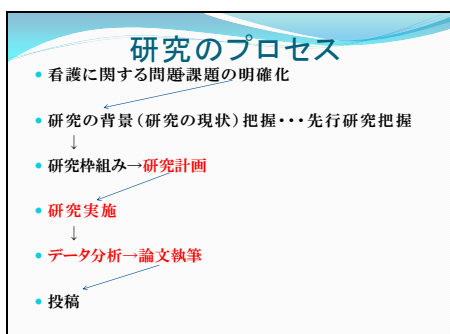 研究のプロセス
• 看護に関する問題課題の明確化
• 研究の背景(研究の現状)把握・・・先行研究把握
↓
• 研究枠組み→研究計画
• 研究実施
↓
• データ分析→論文執筆
• 投稿